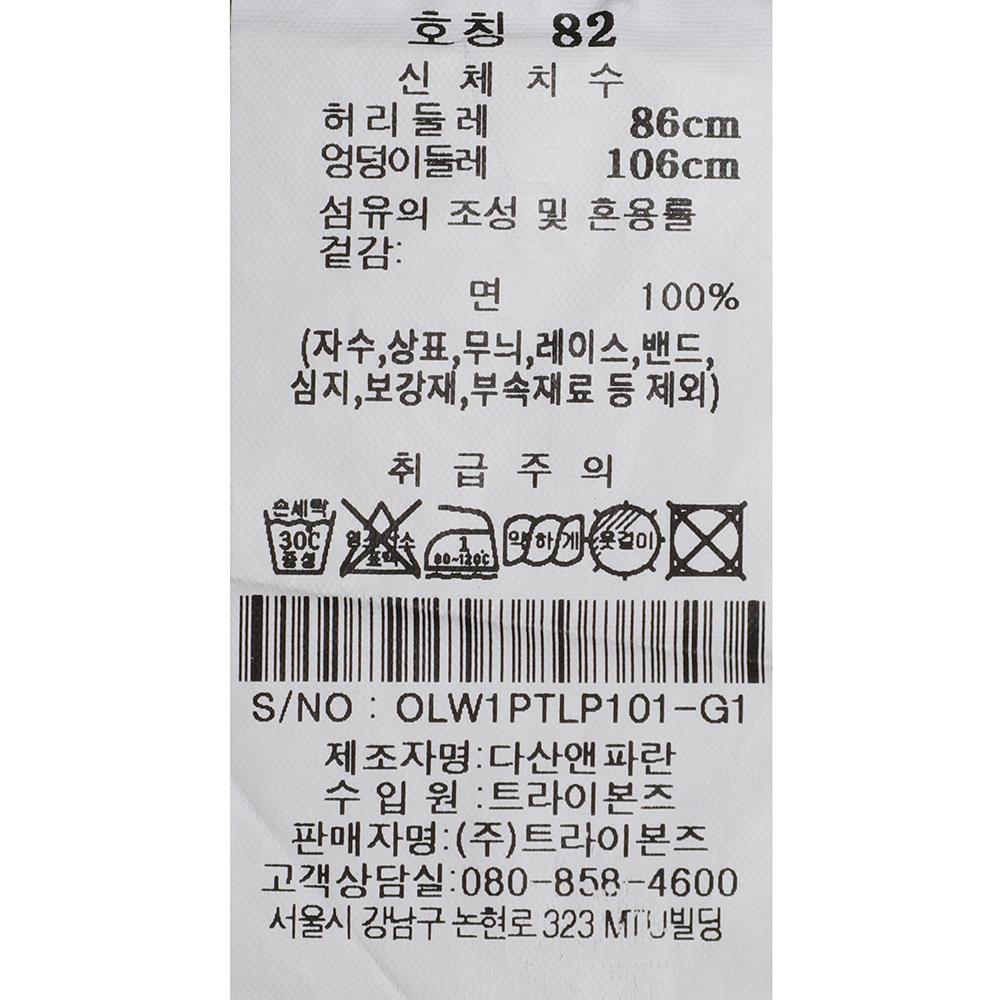 호칭 82
신체치수
허리둘레 86cm
엉덩이둘레 106cm
섬유의 조성 및 혼용률
겉감:
면 100%
(자수,상표,무늬,레이스,밴드,
심지,보강재,부속재료 등 제외)
취급주의
손세탁
30℃
중성
염소표백
1
80~120℃
약하게
옷걸이
S/NO : OLW1PTLP101-G1
제조자명:다산앤파란
수입원:트라이본즈
판매자명:(주)트라이본즈
고객상담실:080-858-4600
서울시 강남구 논현로 323 MTU빌딩